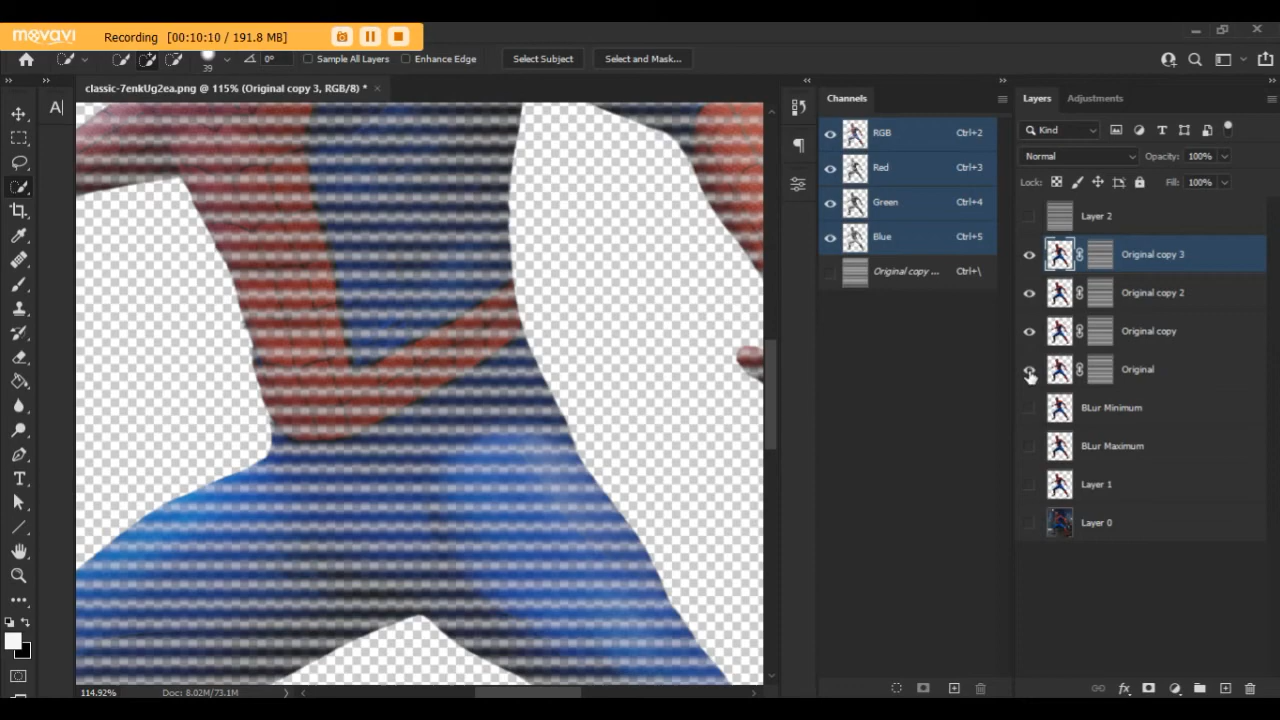 movavi
Recording [00:10:10 / 191.8 MB]
39
0°
Sample All Layers
Enhance Edge
Select Subject
Select and Mask...
classic-7enkUg2ea.png @ 115% (Original copy 3, RGB/8) *
A
Channels
RGB Ctrl+2
Red Ctrl+3
Green Ctrl+4
Blue Ctrl+5
Original copy ... Ctrl+\
Layers
Adjustments
Kind
Normal
Opacity: 100%
Lock:
Fill: 100%
Layer 2
Original copy 3
Original copy 2
Original copy
Original
BLur Minimum
BLur Maximum
Layer 1
Layer 0
114.92%
Doc: 8.02M/73.1M